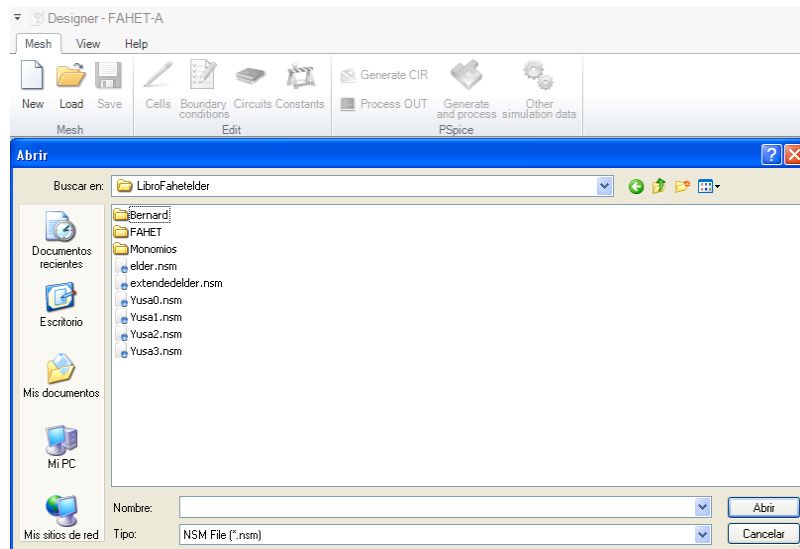 Designer - FAHET-A
Mesh View Help
New Load Save Cells Boundary conditions Circuits Constants Generate CIR Process OUT Generate and process Other simulation data
Mesh Edit PSpice
Abrir
Buscar en: LibroFahetelder
Bernard
FAHET
Monomios
elder.nsm
extendedelder.nsm
Yusa0.nsm
Yusa1.nsm
Yusa2.nsm
Yusa3.nsm
Documentos
recientes
Escritorio
Mis documentos
Mi PC
Mis sitios de red
Nombre: Abrir
Tipo: NSM File (*.nsm) Cancelar